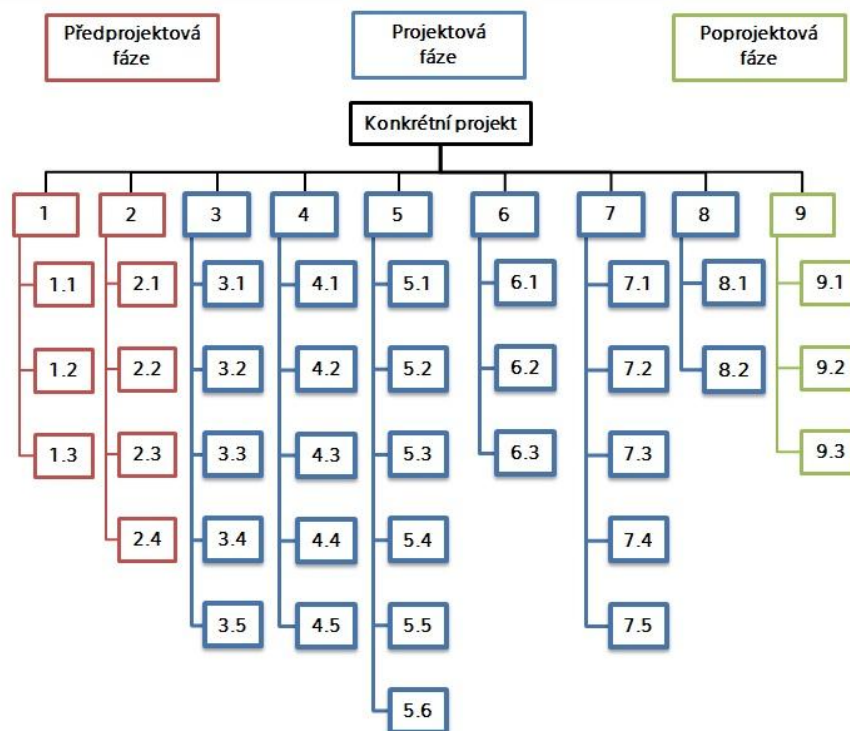 Předprojektová
fáze
Projektová
fáze
Poprojektová
fáze
Konkrétní projekt
1 2 3 4 5 6 7 8 9
1.1 2.1 3.1 4.1 5.1 6.1 7.1 8.1 9.1
1.2 2.2 3.2 4.2 5.2 6.2 7.2 8.2 9.2
1.3 2.3 3.3 4.3 5.3 6.3 7.3 9.3
2.4 3.4 4.4 5.4 7.4
3.5 4.5 5.5 7.5
5.6